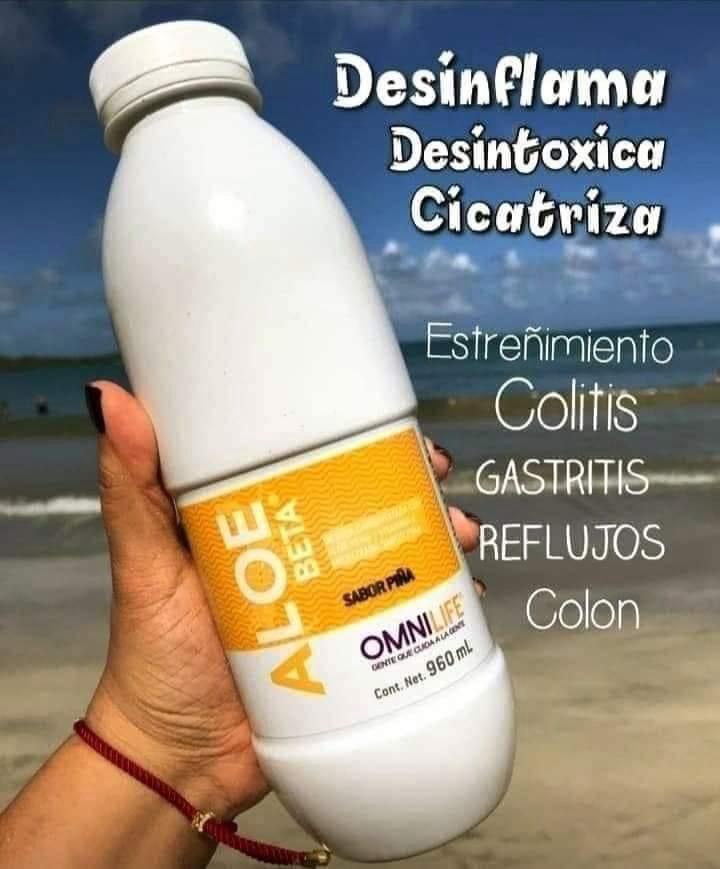 Desinflama
Desintoxica
Cicatriza
Estreñimiento
Colitis
GASTRITIS
REFLUJOS
Colon
ALOE
BETA®
SABOR PIÑA
OMNILIFE®
GENTE QUE CUIDA A LA GENTE
Cont. Net. 960 mL